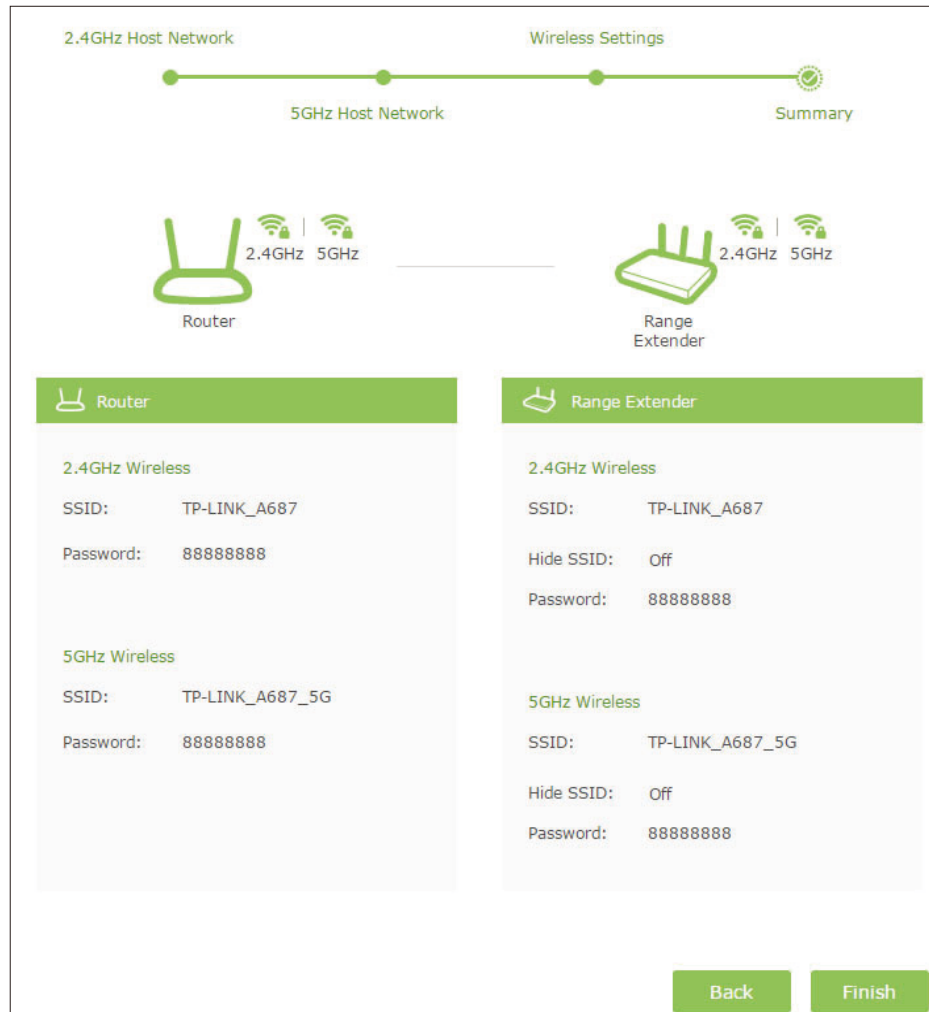 2.4GHz Host Network
Wireless Settings
5GHz Host Network
Summary
2.4GHz 5GHz
Router
2.4GHz 5GHz
Range
Extender
Router
2.4GHz Wireless
SSID: TP-LINK_A687
Password: 88888888
5GHz Wireless
SSID: TP-LINK_A687_5G
Password: 88888888
Range Extender
2.4GHz Wireless
SSID: TP-LINK_A687
Hide SSID: Off
Password: 88888888
5GHz Wireless
SSID: TP-LINK_A687_5G
Hide SSID: Off
Password: 88888888
Back
Finish